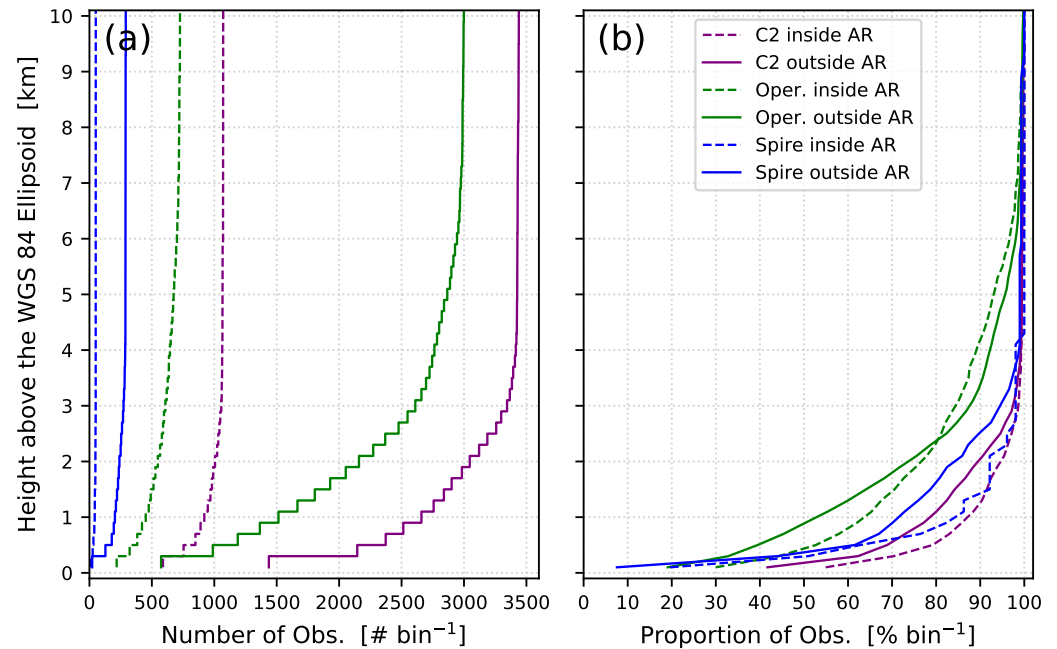 (a)
Height above the WGS 84 Ellipsoid [km]
10
9
8
7
6
5
4
3
2
1
0
0 500 1000 1500 2000 2500 3000 3500
Number of Obs. [# bin⁻¹]
(b)
C2 inside AR
C2 outside AR
Oper. inside AR
Oper. outside AR
Spire inside AR
Spire outside AR
0 10 20 30 40 50 60 70 80 90 100
Proportion of Obs. [% bin⁻¹]